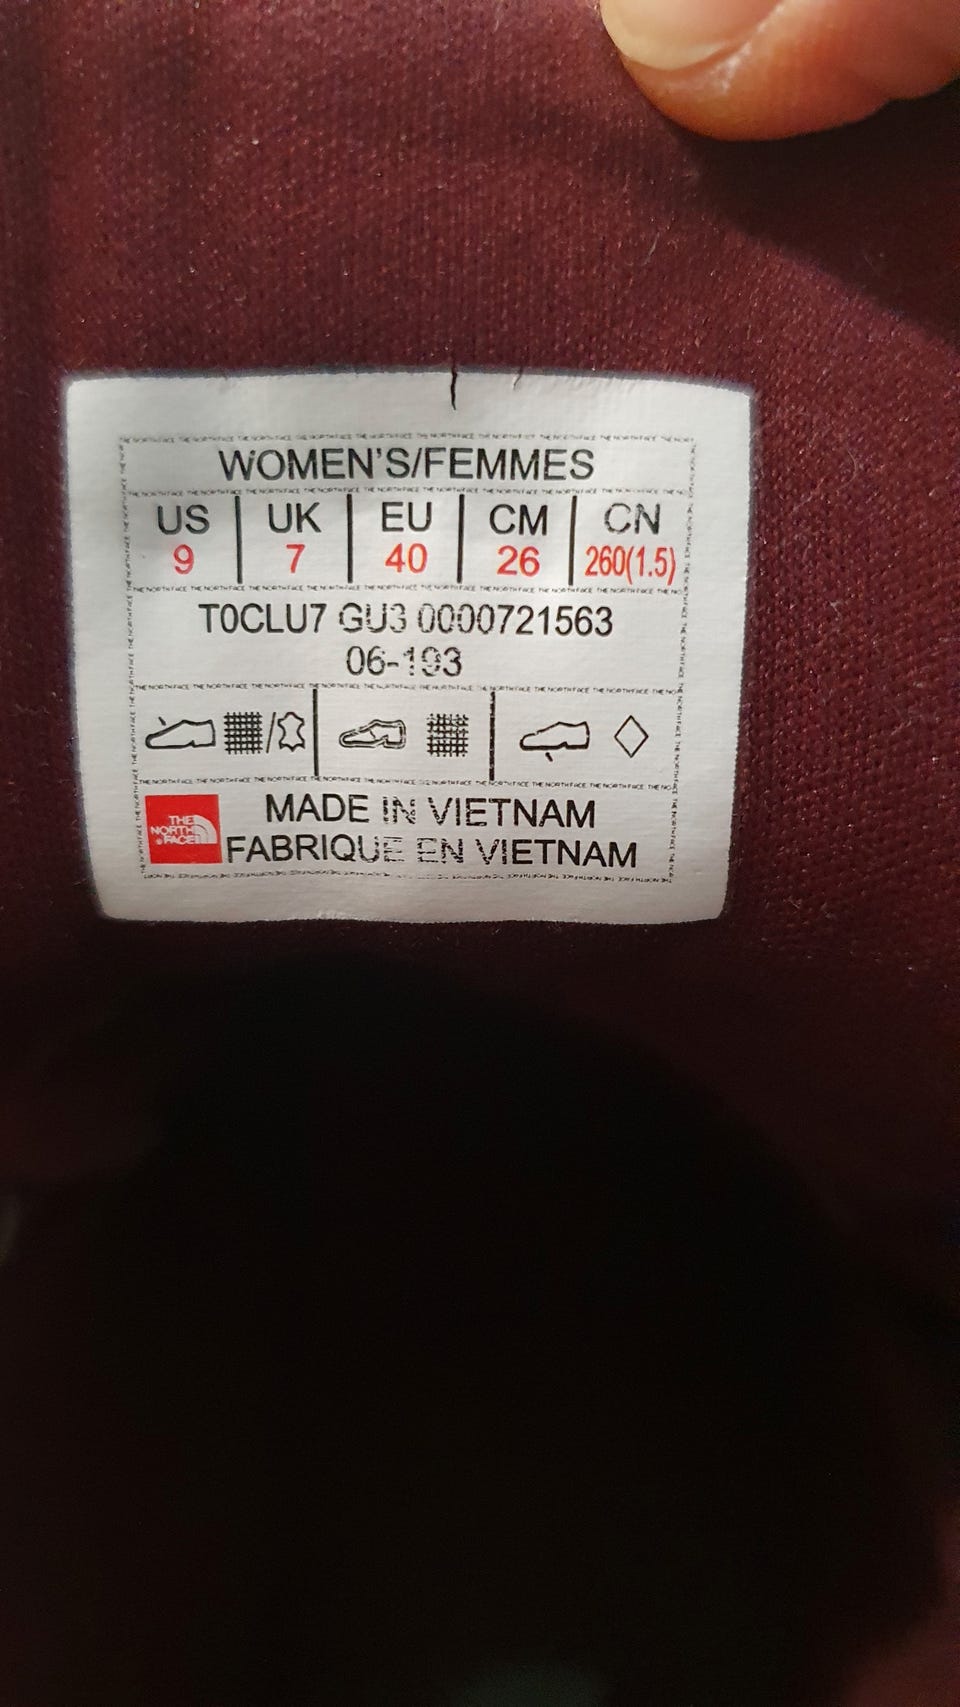 WOMEN'S/FEMMES
US UK EU CM CN
9 7 40 26 260(1.5)
T0CLU7 GU3 0000721563
06-193
MADE IN VIETNAM
THE NORTH FACE
FABRIQUE EN VIETNAM